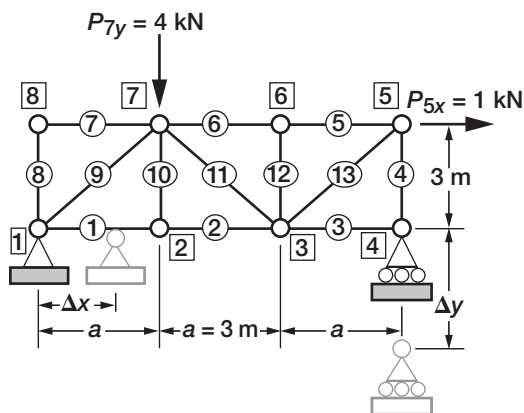 P7y = 4 kN
8 7 6 5
P5x = 1 kN
7 6 5
8 9 10 11 12 13 4 3 m
1 1 2 3
2 3 4
Δx Δy
a a = 3 m a